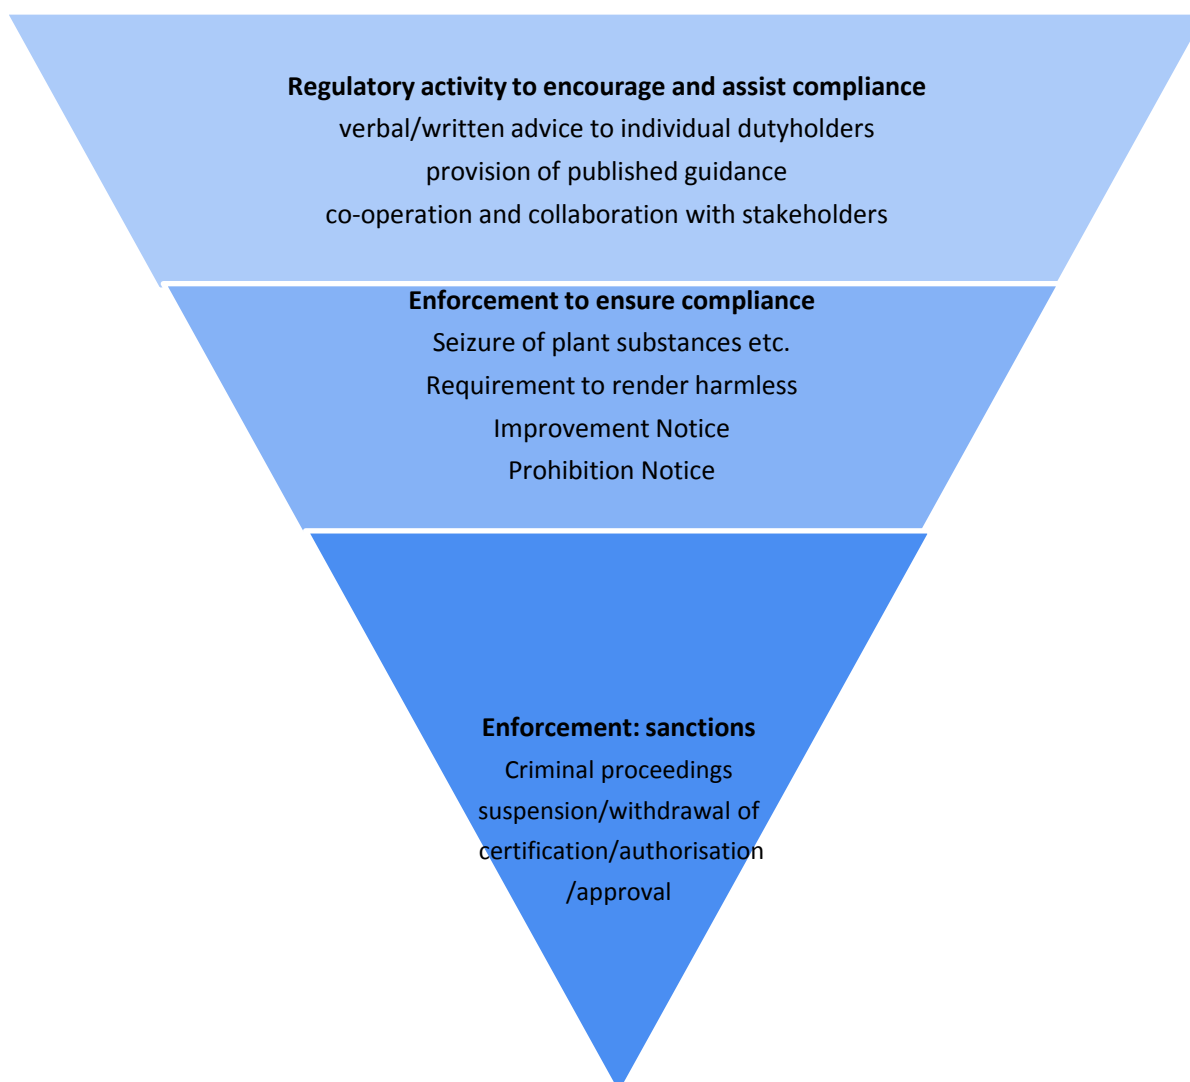 Regulatory activity to encourage and assist compliance
verbal/written advice to individual dutyholders
provision of published guidance
co-operation and collaboration with stakeholders
Enforcement to ensure compliance
Seizure of plant substances etc.
Requirement to render harmless
Improvement Notice
Prohibition Notice
Enforcement: sanctions
Criminal proceedings
suspension/withdrawal of
certification/authorisation
/approval